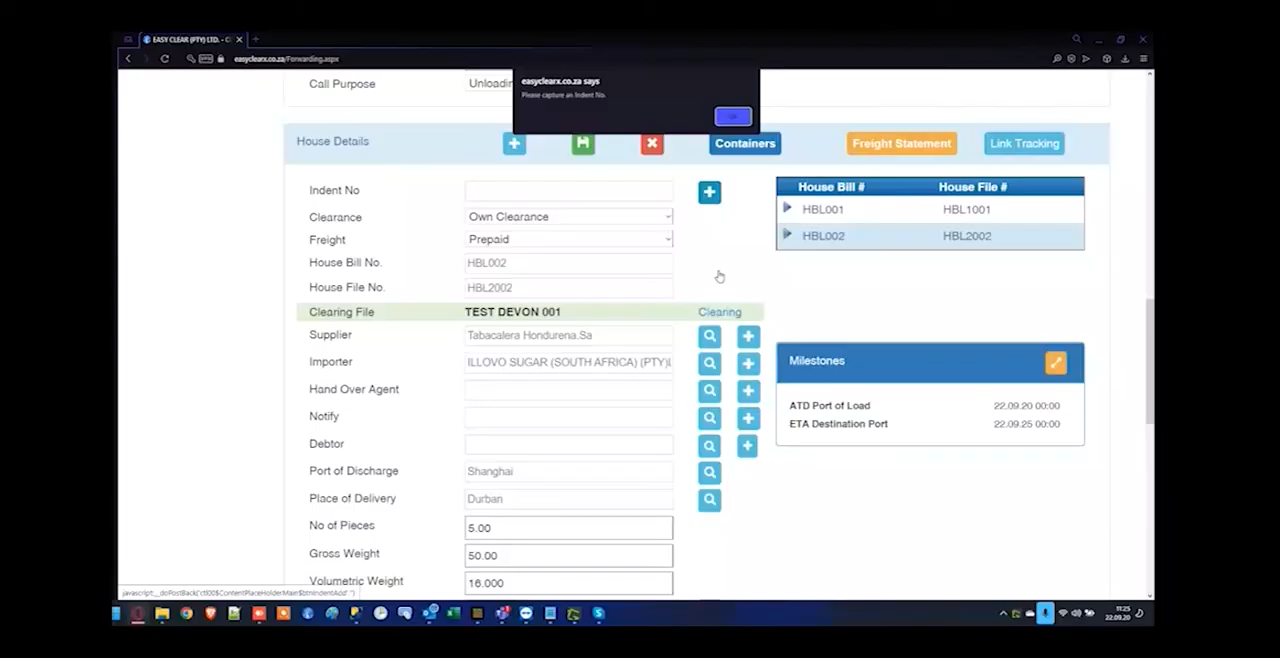 EASY CLEAR (PTY) LTD. - C
easyclearx.co.za/Forwarding.aspx
easyclearx.co.za says
Please capture an Indent No.
Call Purpose
House Details
Containers
Freight Statement
Link Tracking
Indent No
House Bill # House File #
HBL001 HBL1001
HBL002 HBL2002
Clearance Own Clearance
Freight Prepaid
House Bill No. HBL002
House File No. HBL2002
Clearing File TEST DEVON 001 Clearing
Supplier Tabacalera Hondurena.Sa
Importer ILLOVO SUGAR (SOUTH AFRICA) (PTY)L
Hand Over Agent
Notify
Debtor
Port of Discharge Shanghai
Place of Delivery Durban
No of Pieces 5.00
Gross Weight 50.00
Volumetric Weight 16.000
Milestones
ATD Port of Load 22.09.20 00:00
ETA Destination Port 22.09.25 00:00
11:25
22.09.20